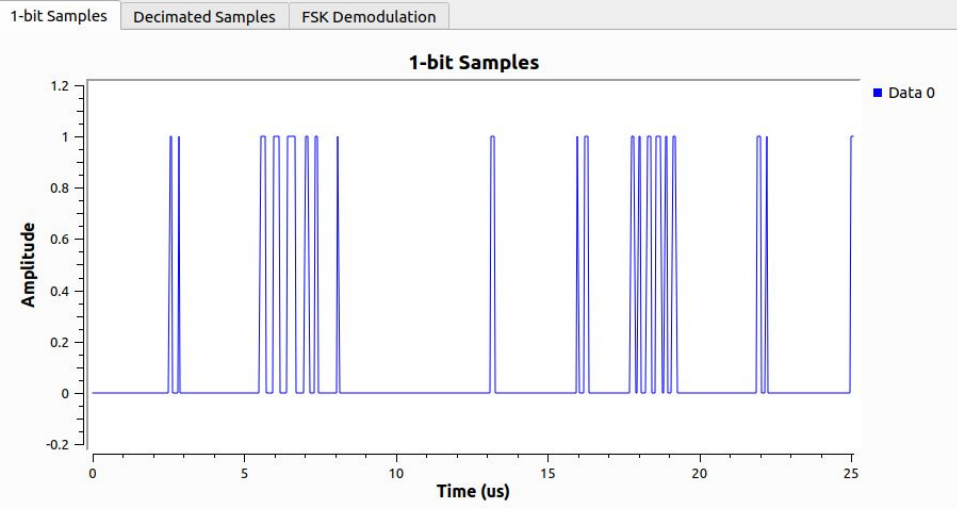 1-bit Samples Decimated Samples FSK Demodulation
1-bit Samples
Data 0
1.2
1
0.8
0.6
0.4
0.2
0
-0.2
Amplitude
0 5 10 15 20 25
Time (us)